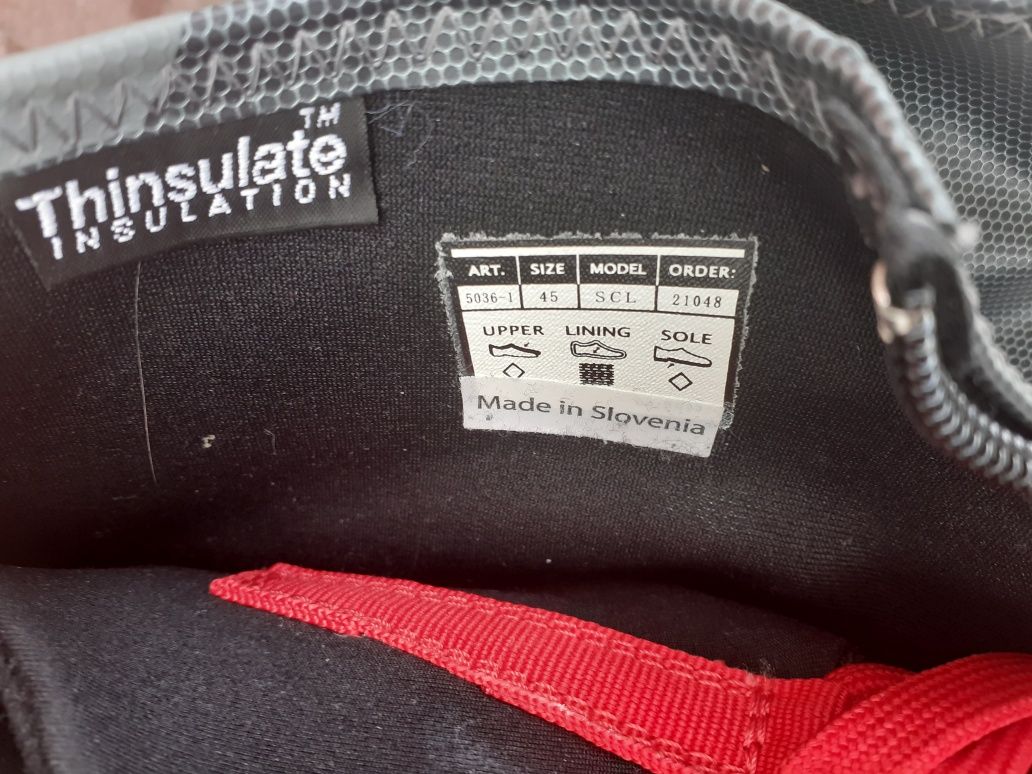 Thinsulate TM
INSULATION
ART. SIZE MODEL ORDER:
5036-1 45 SCL 21048
UPPER LINING SOLE
Made in Slovenia